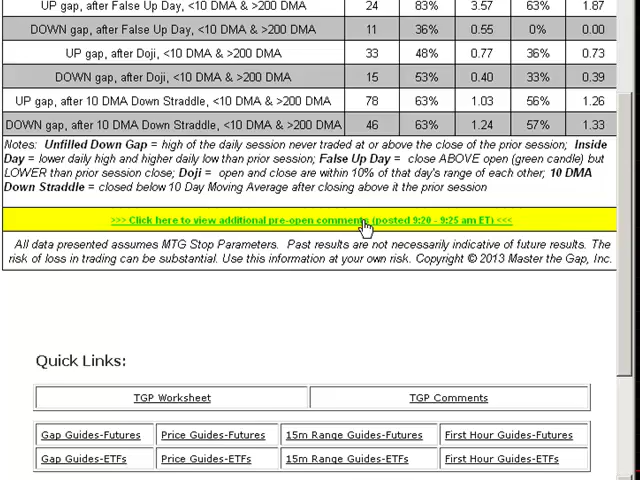 UP gap, after False Up Day, <10 DMA & >200 DMA 24 83% 3.57 63% 1.87
DOWN gap, after False Up Day, <10 DMA & >200 DMA 11 36% 0.55 0% 0.00
UP gap, after Doji, <10 DMA & >200 DMA 33 48% 0.77 36% 0.73
DOWN gap, after Doji, <10 DMA & >200 DMA 15 53% 0.40 33% 0.39
UP gap, after 10 DMA Down Straddle, <10 DMA & >200 DMA 78 63% 1.03 56% 1.26
DOWN gap, after 10 DMA Down Straddle, <10 DMA & >200 DMA 46 63% 1.24 57% 1.33
Notes: Unfilled Down Gap = high of the daily session never traded at or above the close of the prior session; Inside
Day = lower daily high and higher daily low than prior session; False Up Day = close ABOVE open (green candle) but
LOWER than prior session close; Doji = open and close are within 10% of that day's range of each other; 10 DMA
Down Straddle = closed below 10 Day Moving Average after closing above it the prior session
>>> Click here to view additional pre-open comments (posted 9:20 - 9:25 am ET) <<<
All data presented assumes MTG Stop Parameters. Past results are not necessarily indicative of future results. The
risk of loss in trading can be substantial. Use this information at your own risk. Copyright © 2013 Master the Gap, Inc.
Quick Links:
TGP Worksheet TGP Comments
Gap Guides-Futures Price Guides-Futures 15m Range Guides-Futures First Hour Guides-Futures
Gap Guides-ETFs Price Guides-ETFs 15m Range Guides-ETFs First Hour Guides-ETFs